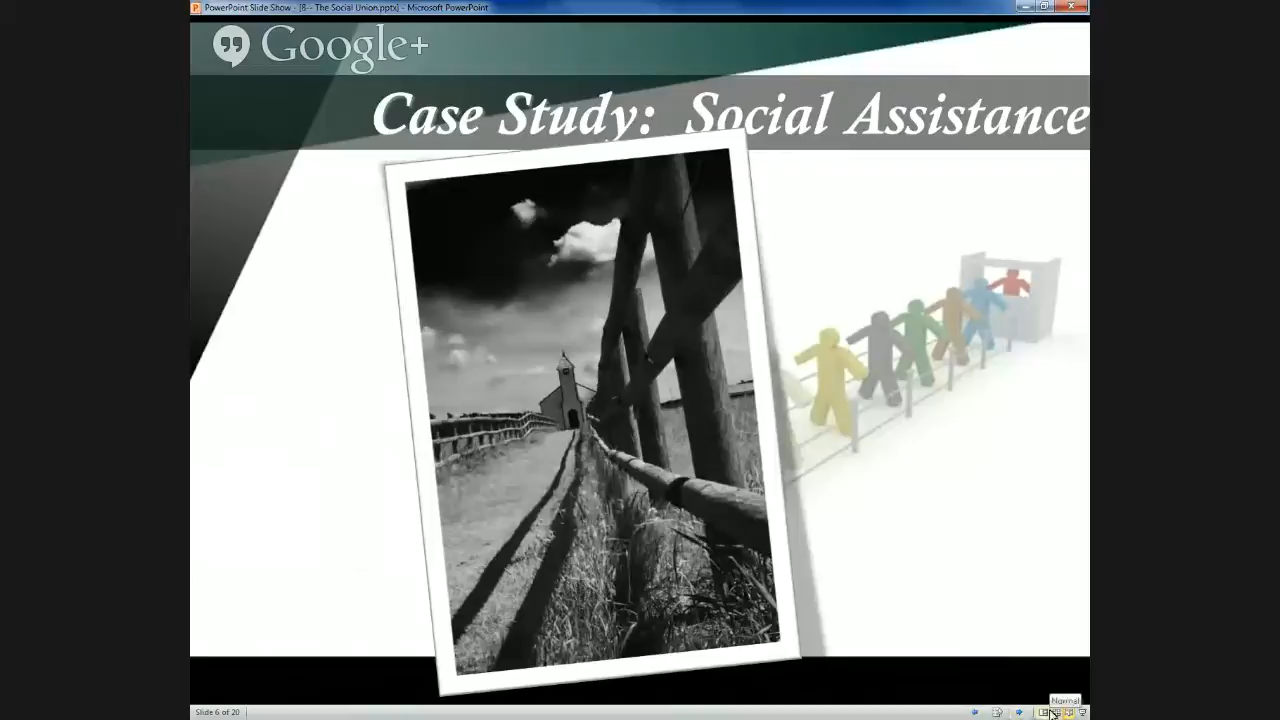 PowerPoint Slide Show - [8-- The Social Union.pptx] - Microsoft PowerPoint
Google+
Case Study: Social Assistance
Normal
Slide 6 of 20